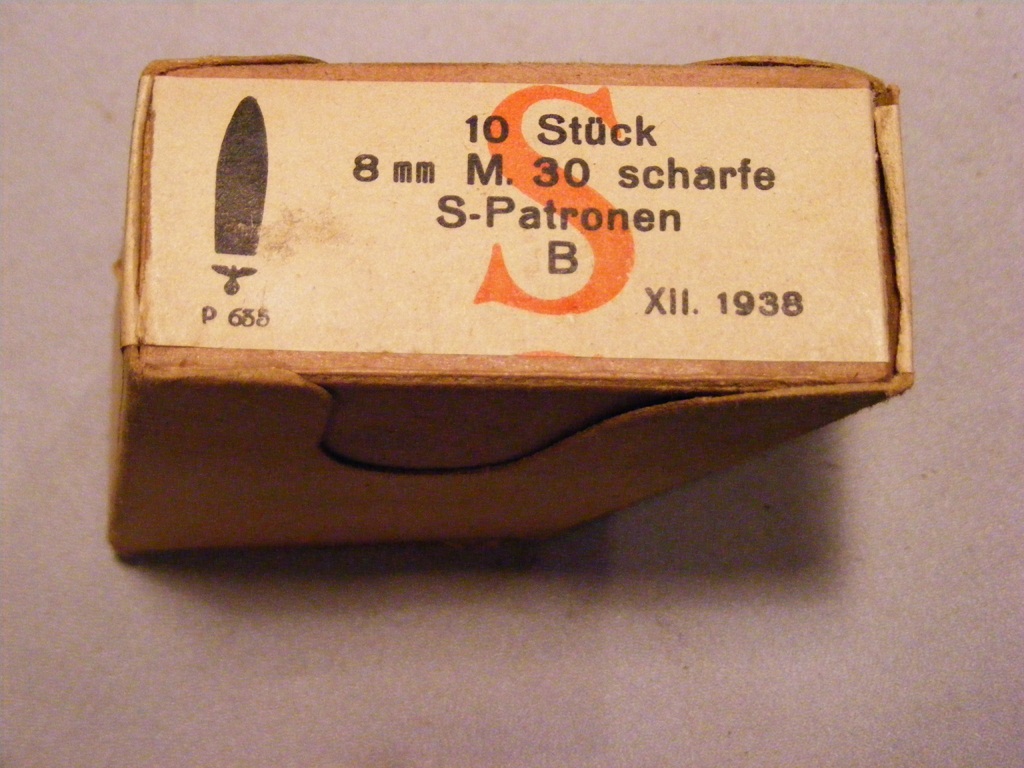 S
10 Stück
8 mm M. 30 scharfe
S-Patronen
B
XII. 1938
P 635